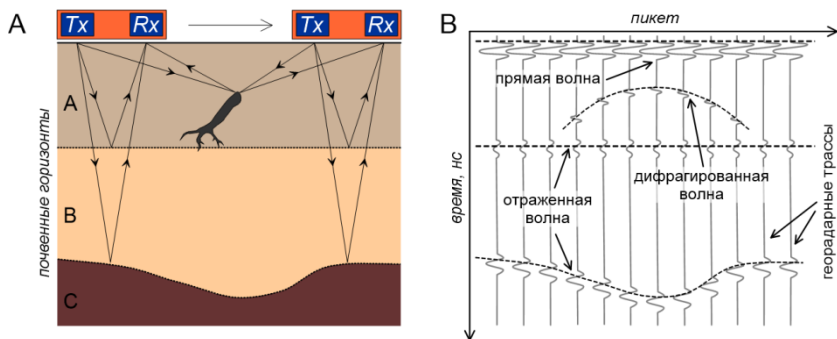 A
Tx
Rx
Tx
Rx
почвенные горизонты
A
B
C
B
пикет
время, нс
прямая волна
отраженная
волна
дифрагированная
волна
георадарные трассы